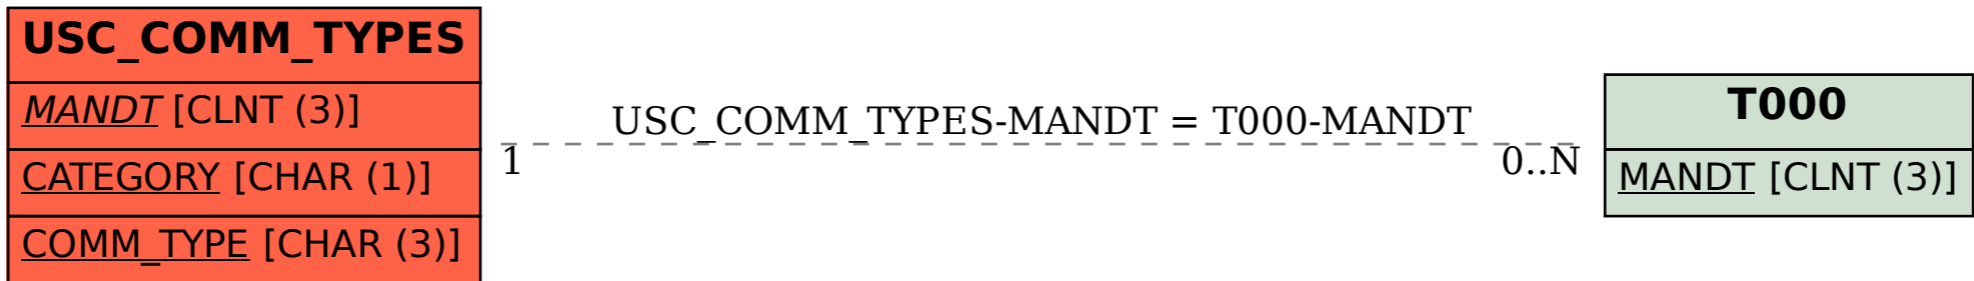 USC_COMM_TYPES
MANDT [CLNT (3)]
CATEGORY [CHAR (1)]
COMM_TYPE [CHAR (3)]
USC_COMM_TYPES-MANDT = T000-MANDT
1
0..N
T000
MANDT [CLNT (3)]